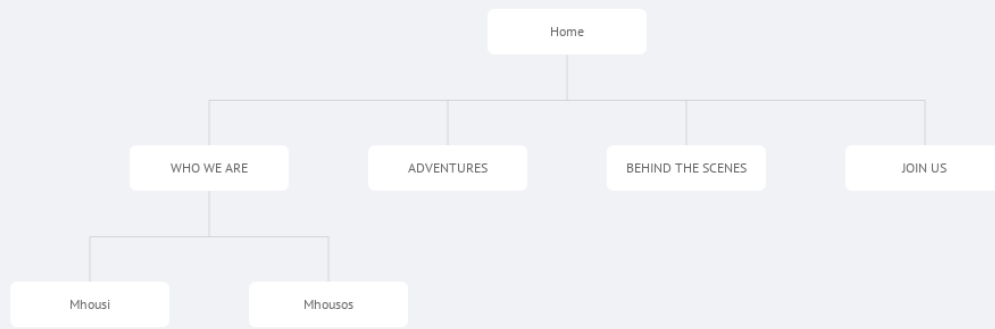 Home
WHO WE ARE
ADVENTURES
BEHIND THE SCENES
JOIN US
Mhousi
Mhousos